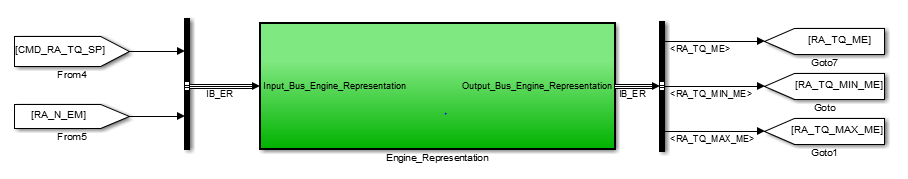 [CMD_RA_TQ_SP]
From4
[RA_N_EM]
From5
IB_ER
Input_Bus_Engine_Representation
Output_Bus_Engine_Representation
Engine_Representation
IB_ER
<RA_TQ_ME>
[RA_TQ_ME]
Goto7
<RA_TQ_MIN_ME>
[RA_TQ_MIN_ME]
Goto
<RA_TQ_MAX_ME>
[RA_TQ_MAX_ME]
Goto1